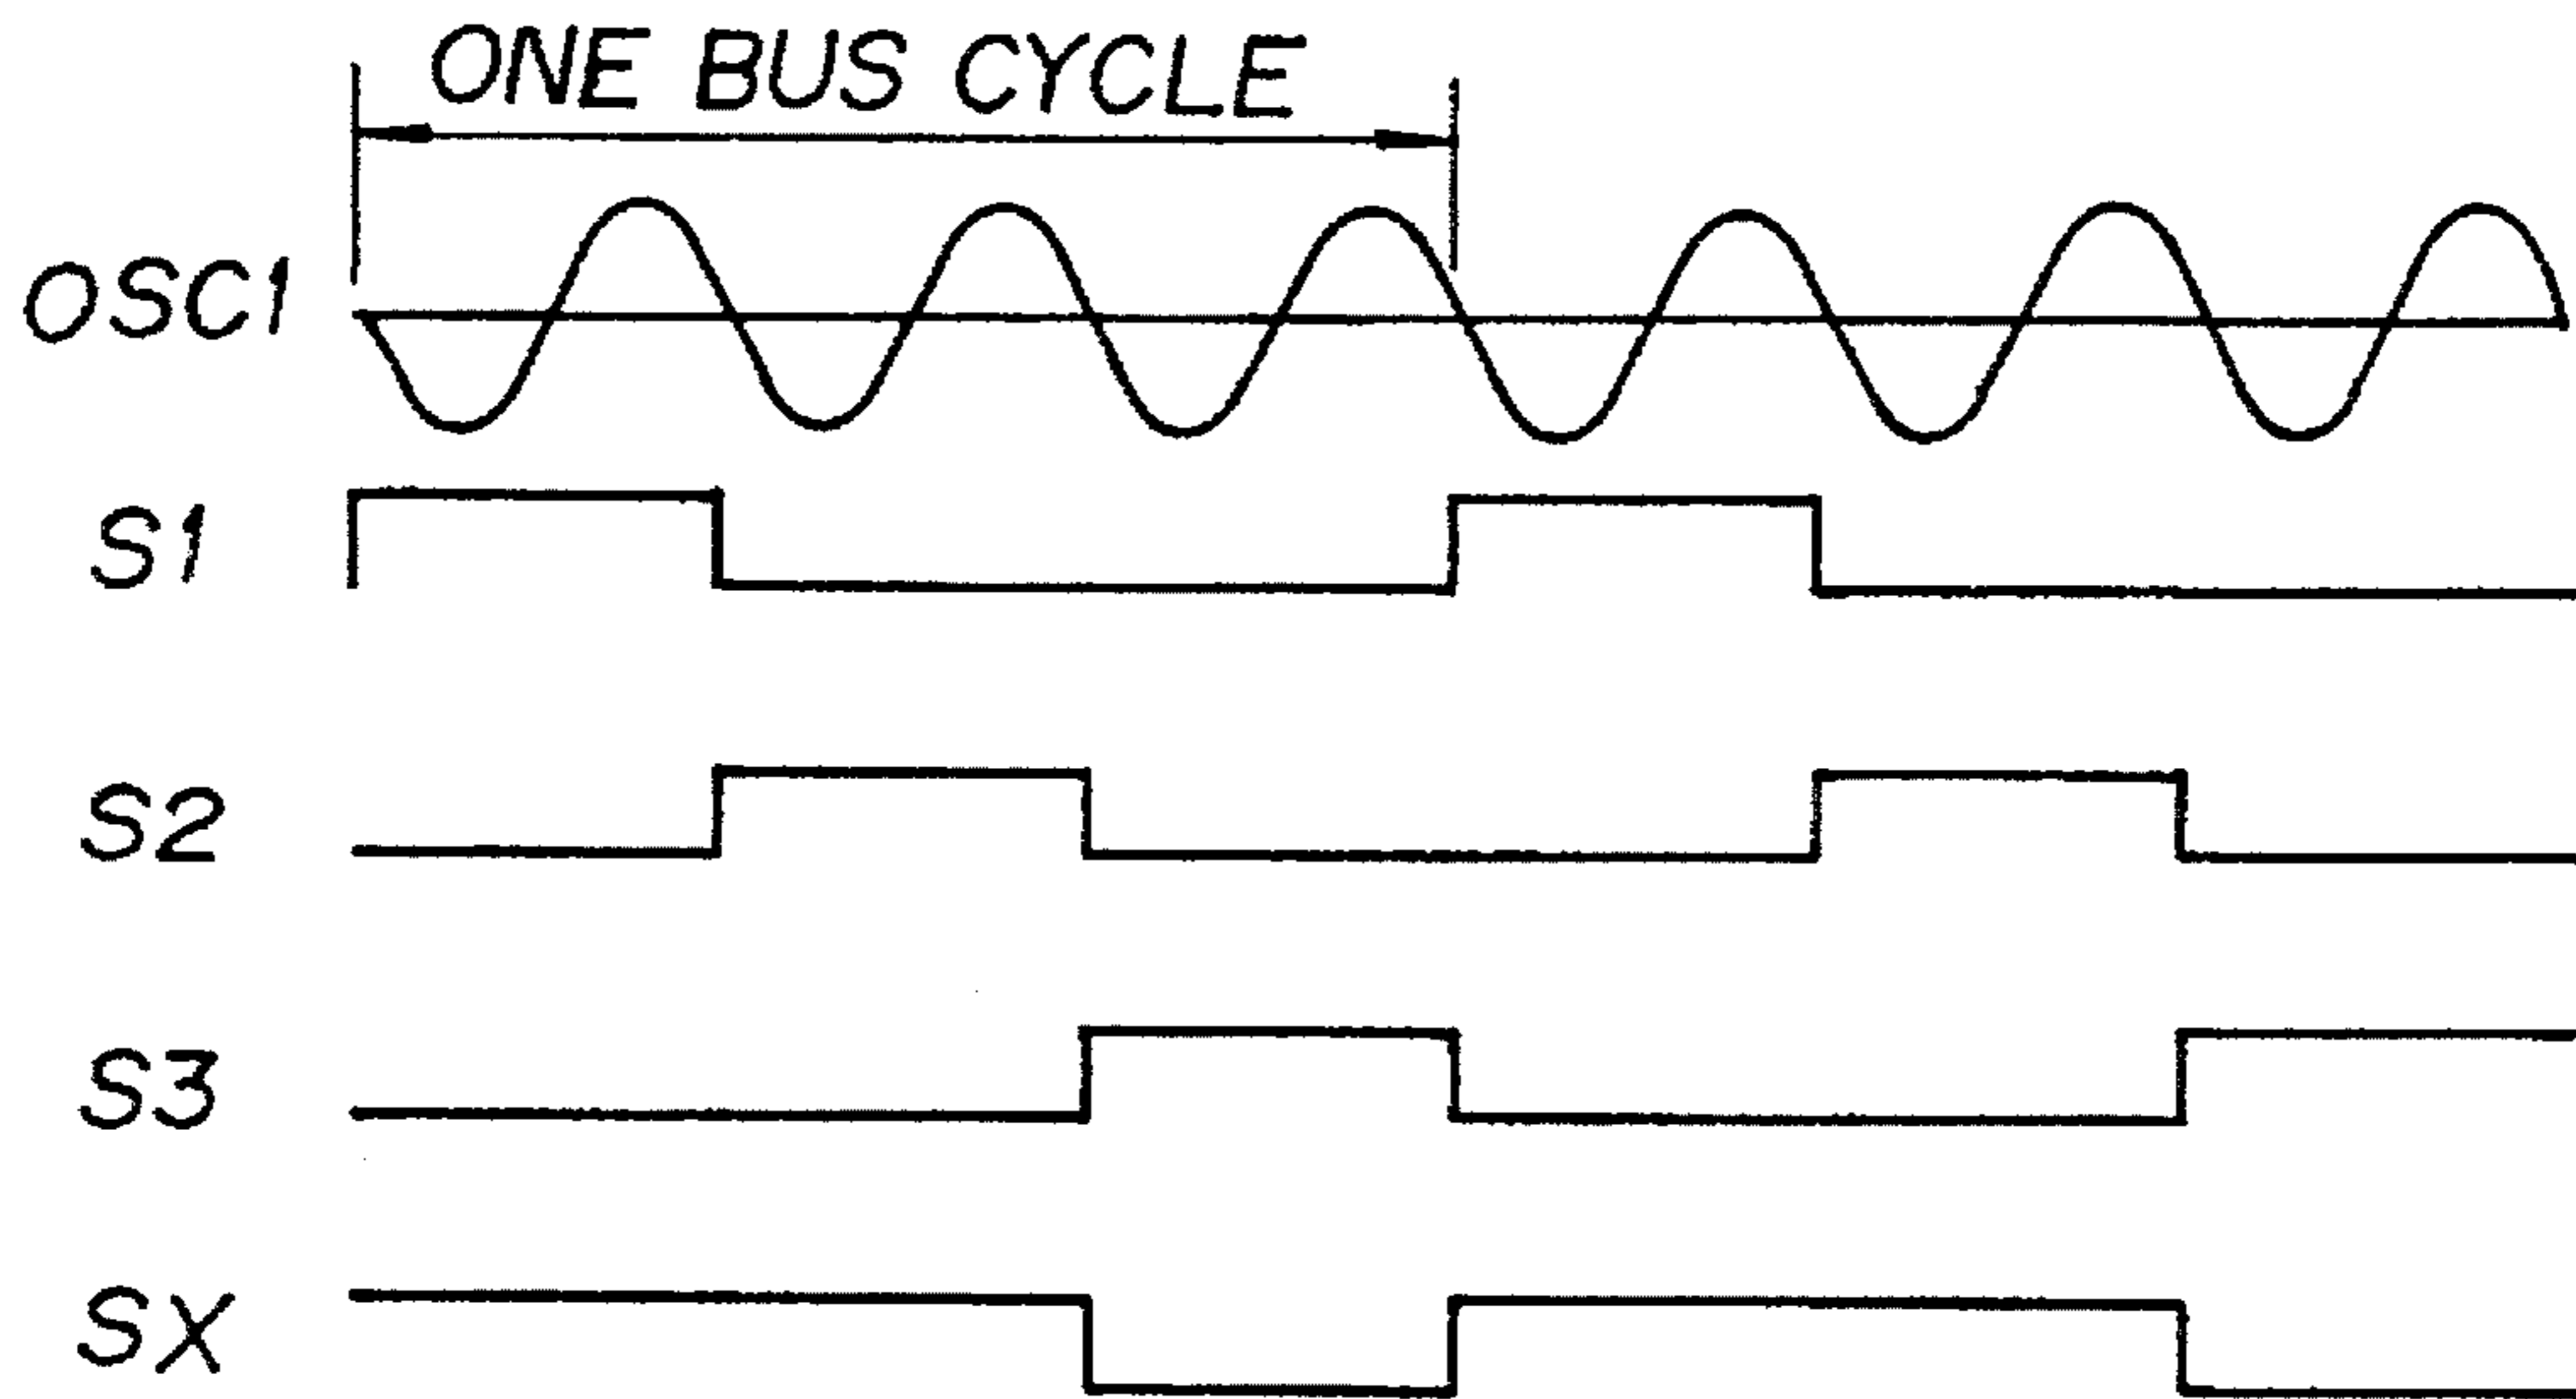 ONE BUS CYCLE
OSC1
S1
S2
S3
SX